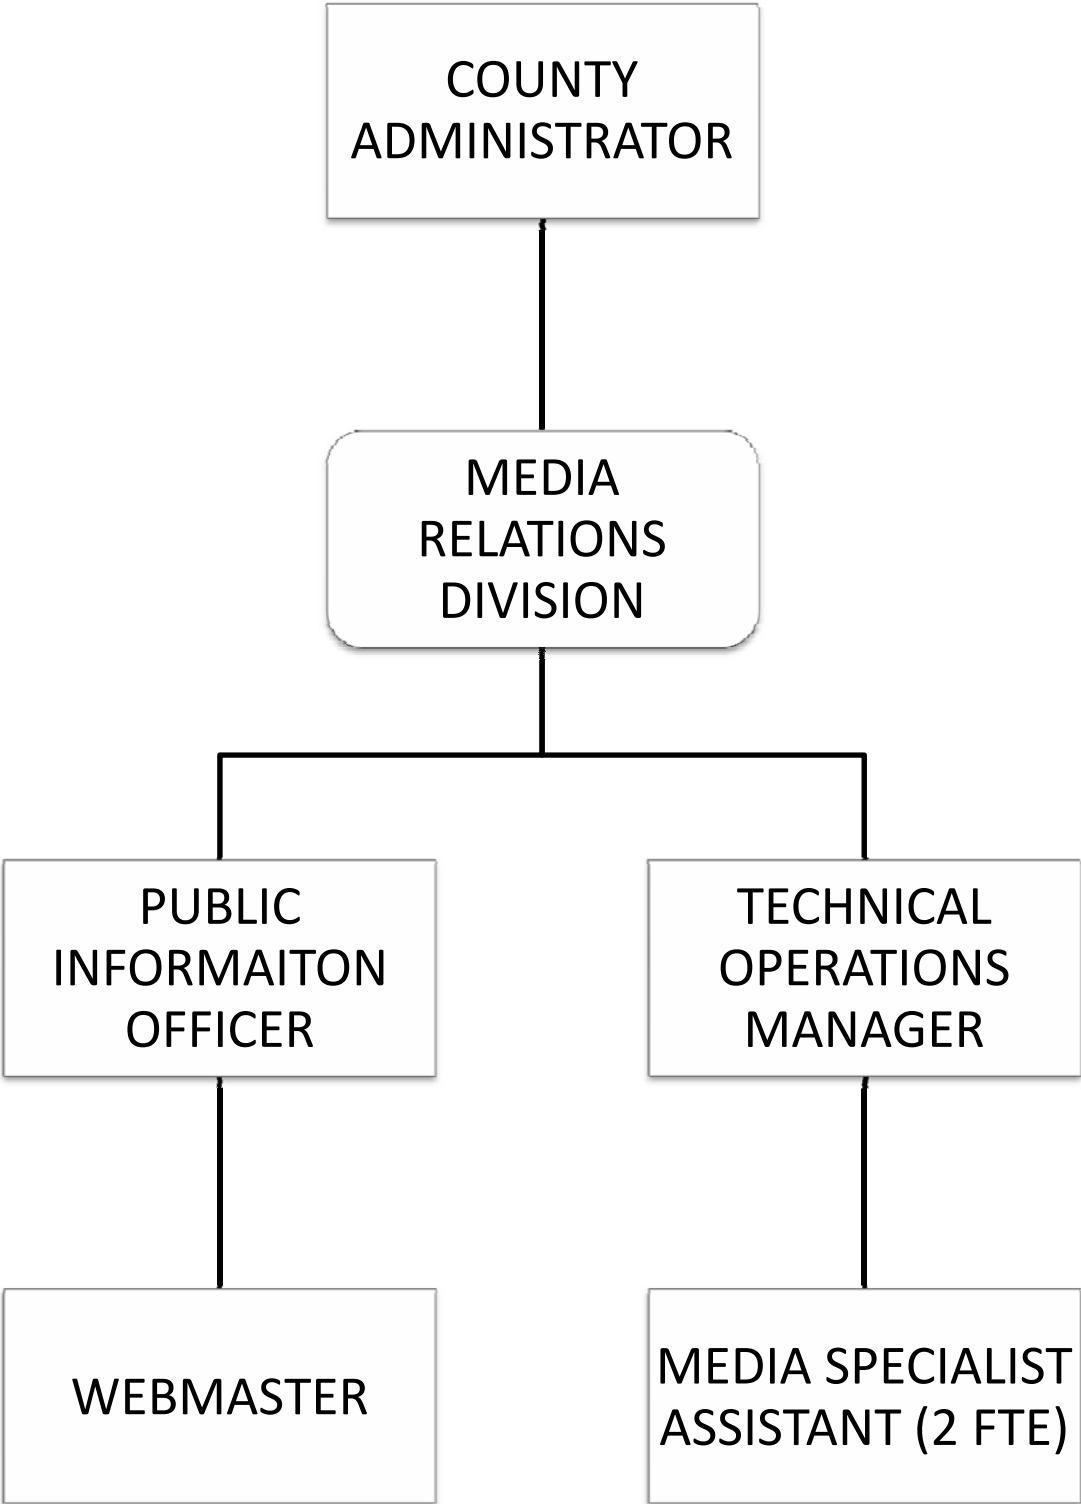 COUNTY
ADMINISTRATOR
MEDIA
RELATIONS
DIVISION
PUBLIC
INFORMAITON
OFFICER
TECHNICAL
OPERATIONS
MANAGER
WEBMASTER
MEDIA SPECIALIST
ASSISTANT (2 FTE)